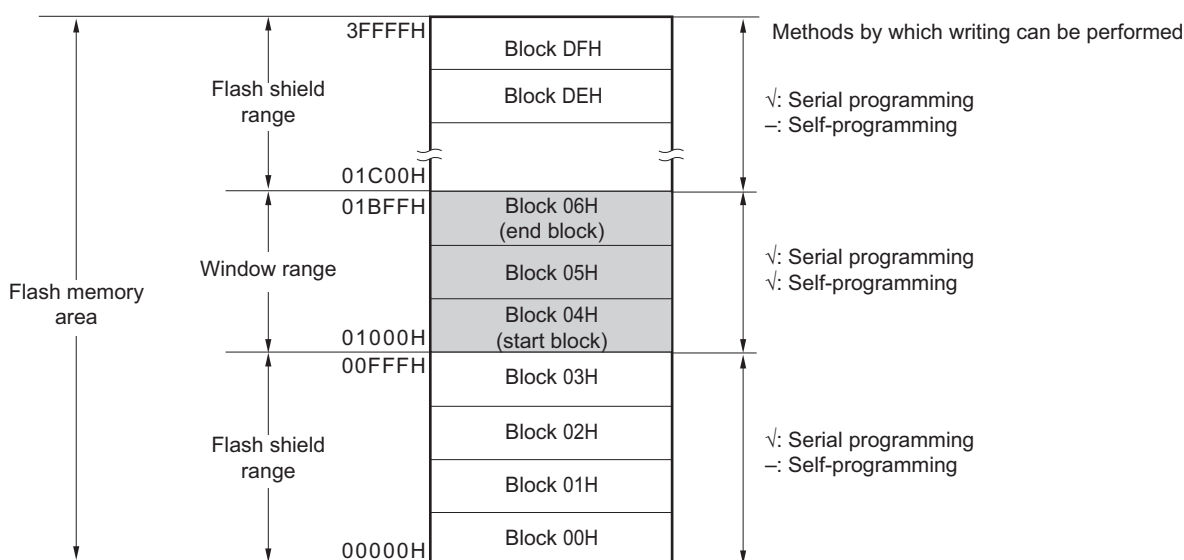 3FFFFH
Block DFH
Methods by which writing can be performed
Flash shield
range
Block DEH
√: Serial programming
–: Self-programming
01C00H
01BFFH
Block 06H
(end block)
Window range
Block 05H
√: Serial programming
√: Self-programming
Flash memory
area
Block 04H
(start block)
01000H
00FFFH
Block 03H
Flash shield
range
Block 02H
√: Serial programming
–: Self-programming
Block 01H
Block 00H
00000H